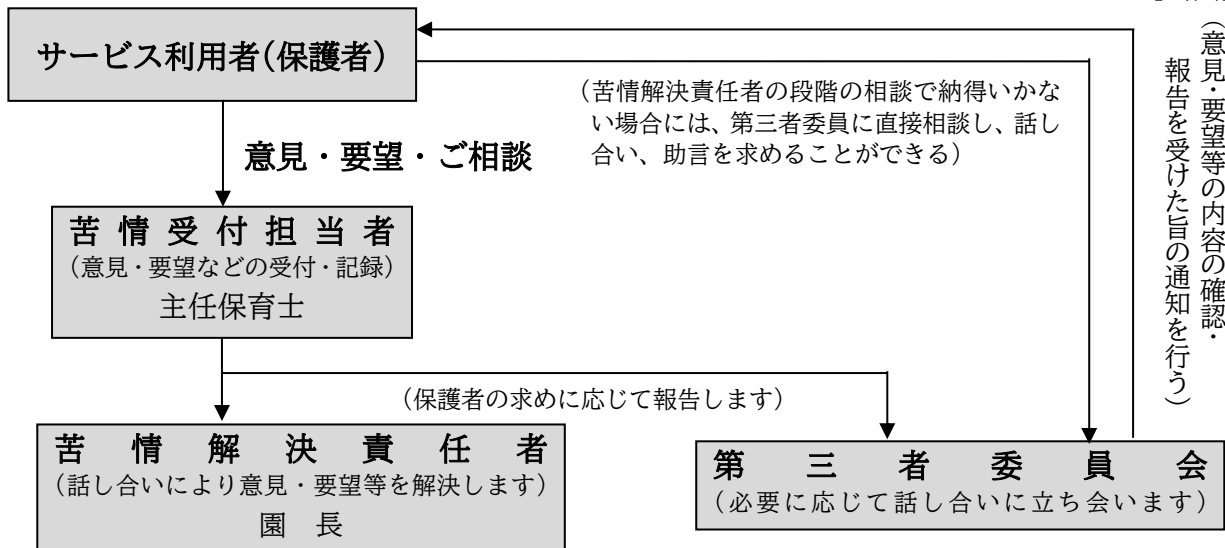 サービス利用者(保護者)
(苦情解決責任者の段階の相談で納得いかな
い場合には、第三者委員に直接相談し、話し
合い、助言を求めることができる)
(意見・要望等の内容の確認・
報告を受けた旨の通知を行う)
意見・要望・ご相談
苦情受付担当者
(意見・要望などの受付・記録)
主任保育士
(保護者の求めに応じて報告します)
苦情解決責任者
(話し合いにより意見・要望等を解決します)
園長
第三者委員会
(必要に応じて話し合いに立ち会います)